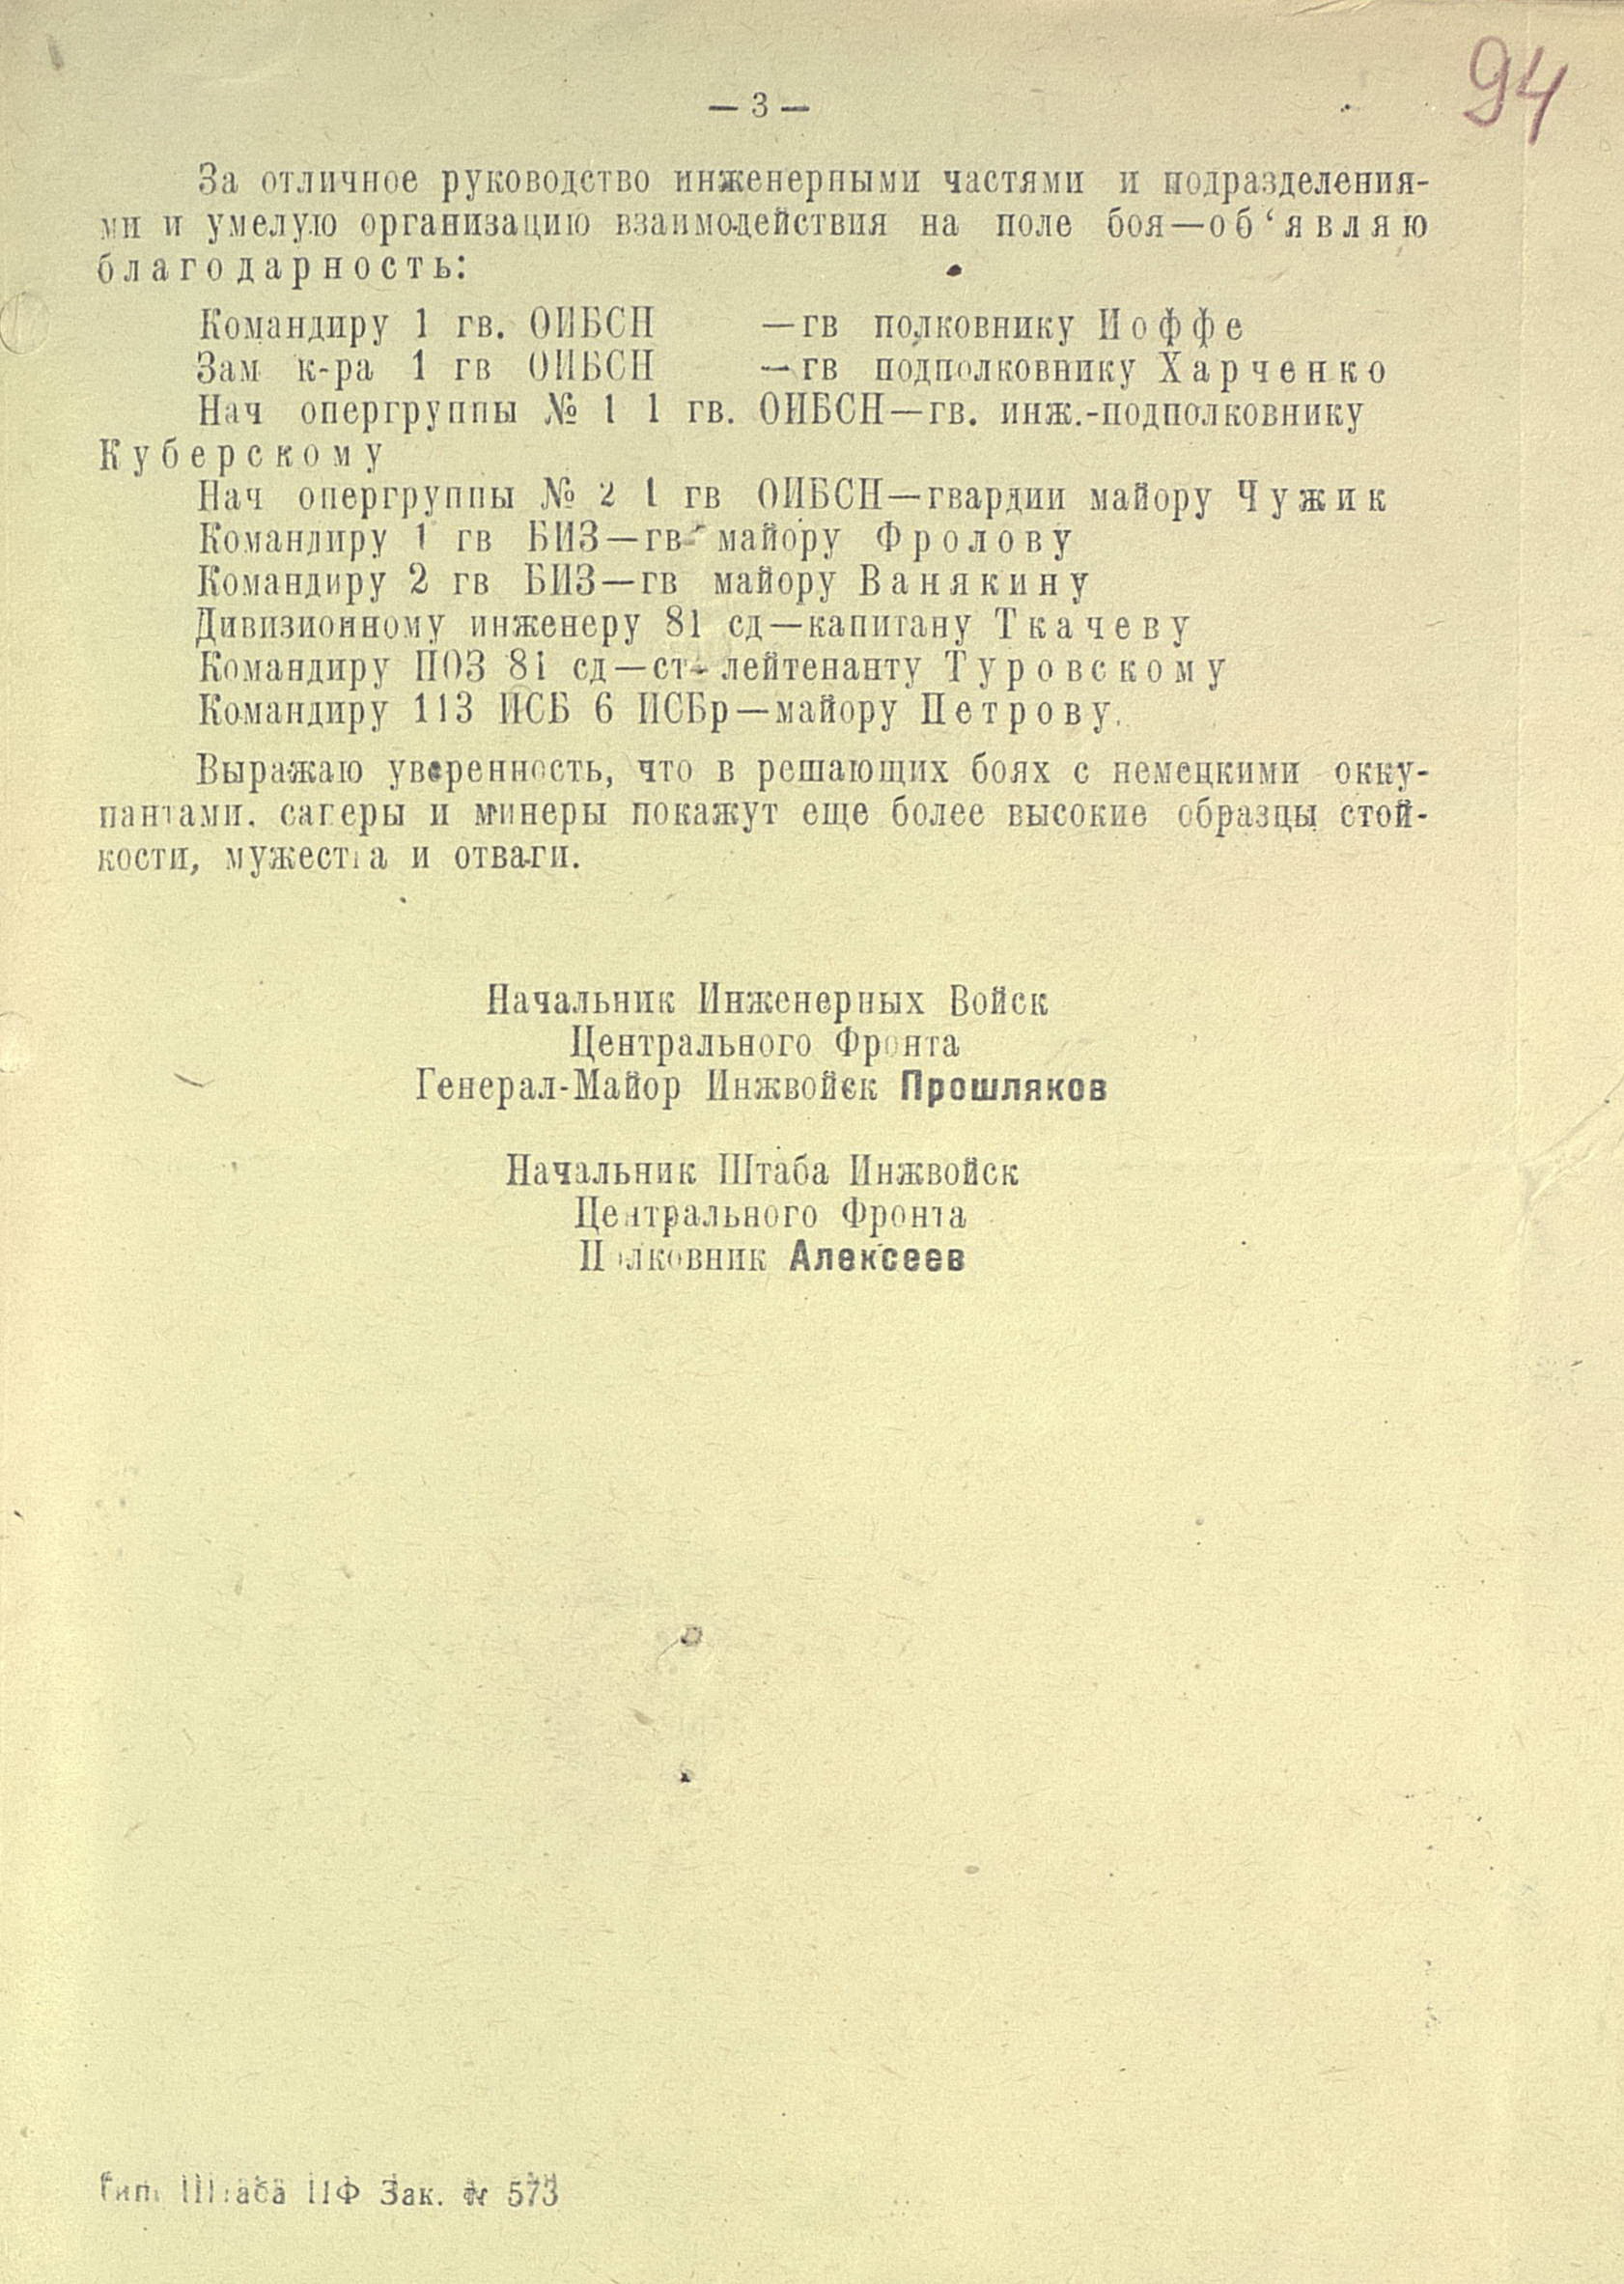 94
— 3 —
За отличное руководство инженерными частями и подразделения-
ми и умелую организацию взаимодействия на поле боя—об‘являю
благодарность:
Командиру 1 гв. ОИБСН —гв полковнику Иоффе
Зам к-ра 1 гв ОИБСН —гв подполковнику Харченко
Нач опергруппы № 1 1 гв. ОИБСН—гв. инж.-подполковнику
Куберскому
Нач опергруппы № 2 1 гв ОИБСН—гвардии майору Чужик
Командиру 1 гв БИЗ—гв майору Фролову
Командиру 2 гв БИЗ—гв майору Ванякину
Дивизионному инженеру 81 сд—капитану Ткачеву
Командиру ПОЗ 81 сд—ст лейтенанту Туровскому
Командиру 113 ИСБ 6 ИСБр—майору Петрову.
Выражаю уверенность, что в решающих боях с немецкими окку-
пантами. саперы и минеры покажут еще более высокие образцы стой-
кости, мужества и отваги.
Начальник Инженерных Войск
Центрального Фронта
Генерал-Майор Инжвойск Прошляков
Начальник Штаба Инжвойск
Центрального Фронта
Полковник Алексеев
Тип. Штаба ЦФ Зак. № 573